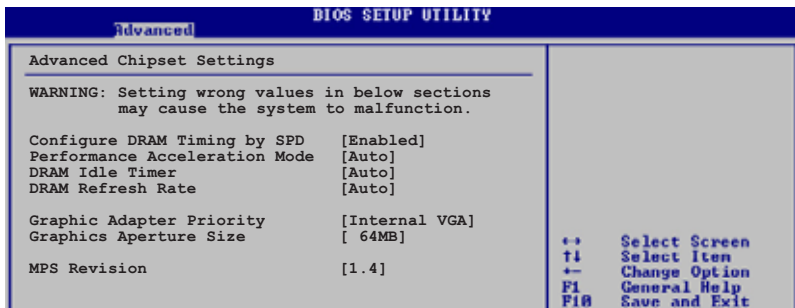 BIOS SETUP UTILITY
Advanced
Advanced Chipset Settings
WARNING: Setting wrong values in below sections
may cause the system to malfunction.
Configure DRAM Timing by SPD [Enabled]
Performance Acceleration Mode [Auto]
DRAM Idle Timer [Auto]
DRAM Refresh Rate [Auto]
Graphic Adapter Priority [Internal VGA]
Graphics Aperture Size [ 64MB]
MPS Revision [1.4]
↔ Select Screen
↑↓ Select Item
+- Change Option
F1 General Help
F10 Save and Exit